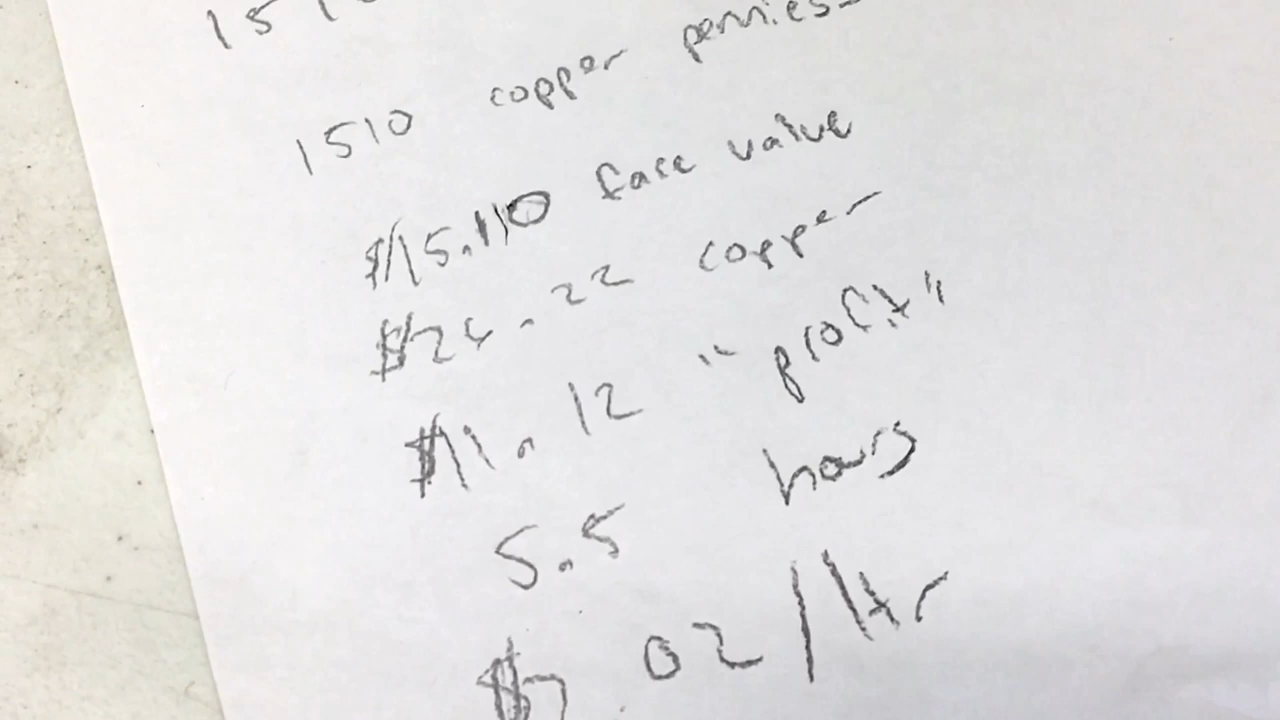 151
1510 copper pennies
$15.10 face value
$26.22 copper
$11.12 "profit"
5.5 hours
$2.02/Hr